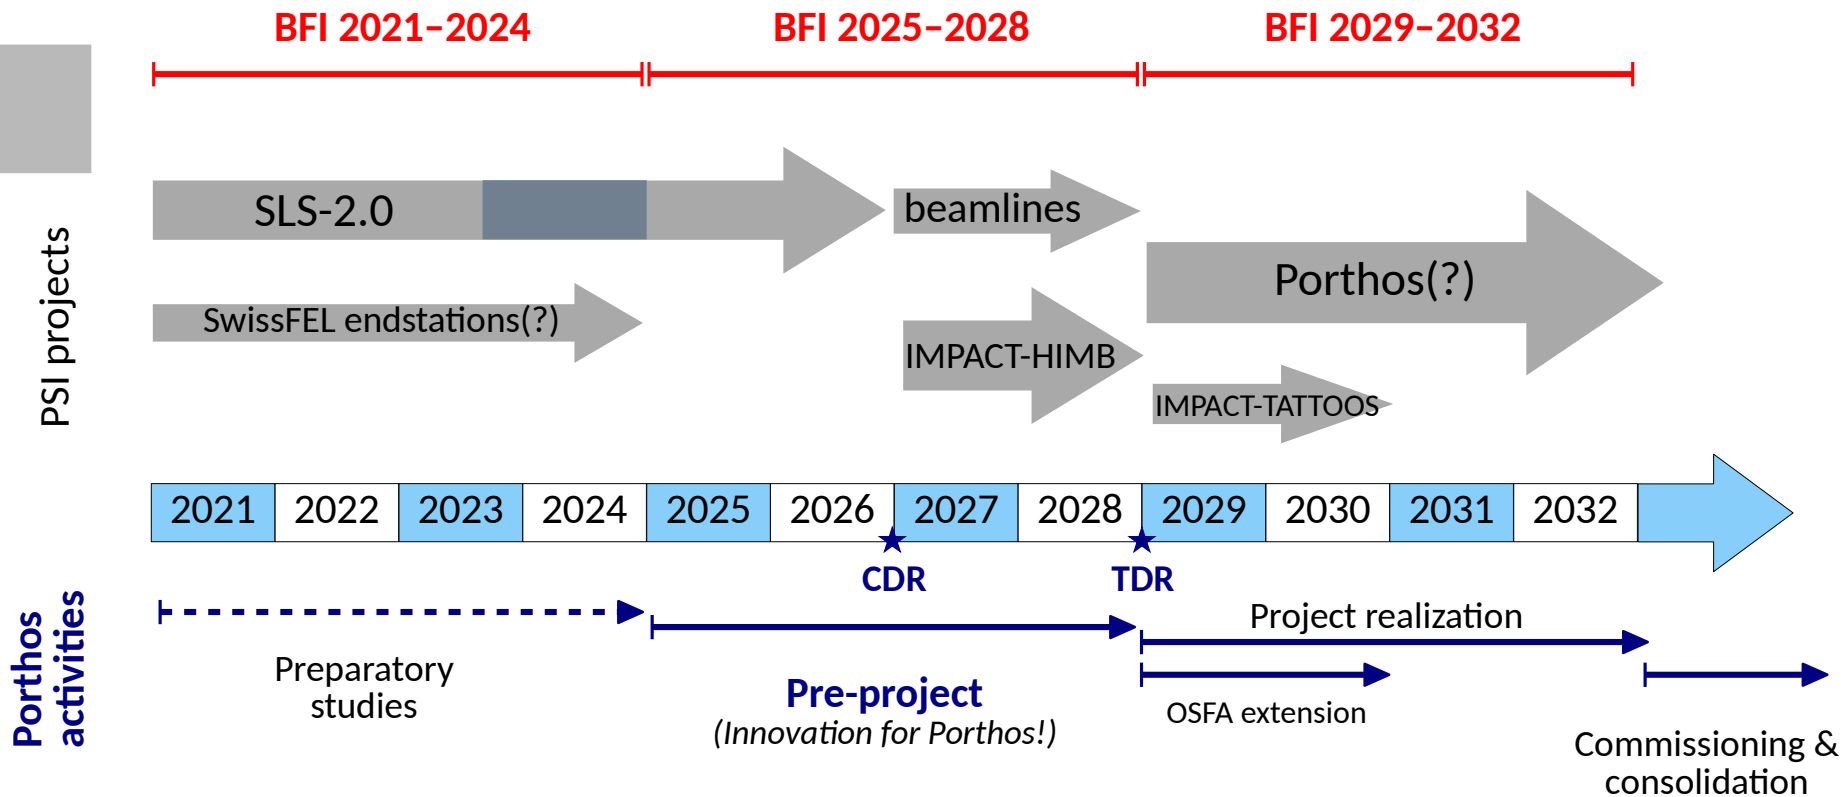 BFI 2021–2024
BFI 2025–2028
BFI 2029–2032
PSI projects
SLS-2.0
beamlines
Porthos(?)
SwissFEL endstations(?)
IMPACT-HIMB
IMPACT-TATTOOS
2021
2022
2023
2024
2025
2026
2027
2028
2029
2030
2031
2032
CDR
TDR
Porthos
activities
Project realization
Preparatory
studies
Pre-project
(Innovation for Porthos!)
OSFA extension
Commissioning &
consolidation